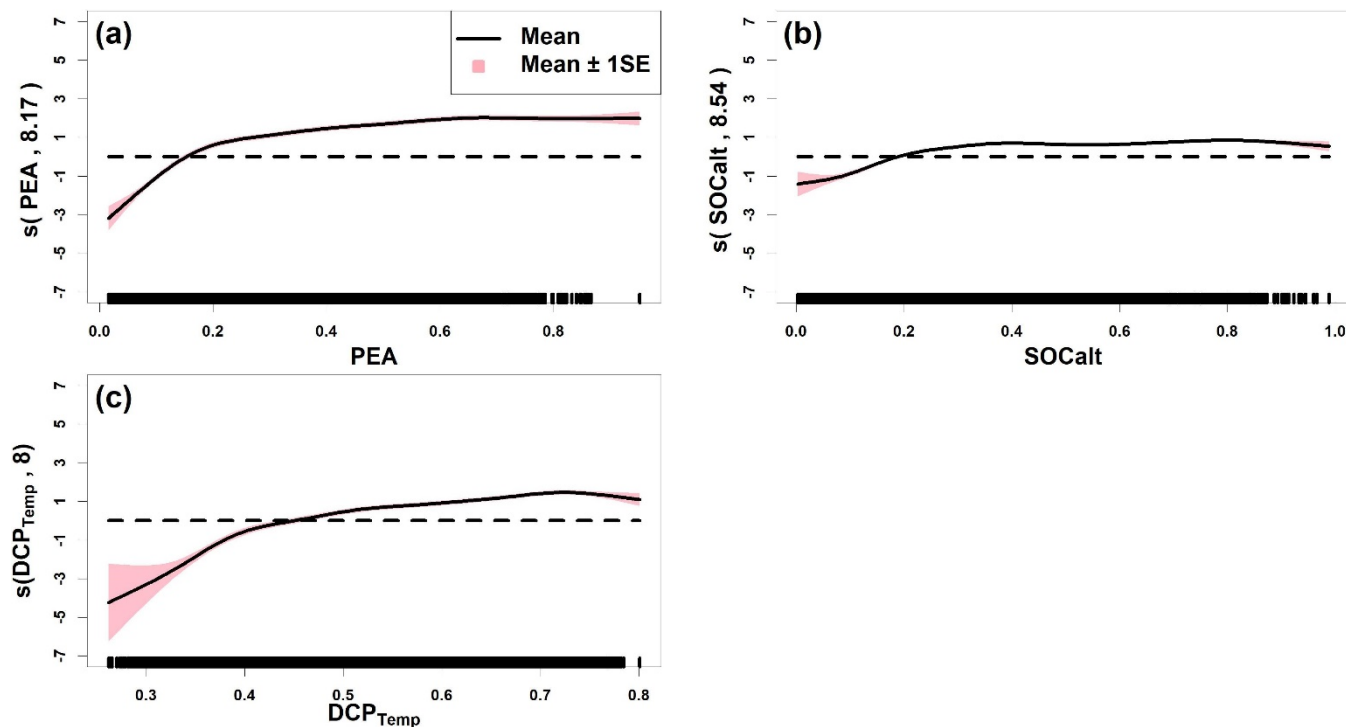 (a)
Mean
Mean ± 1SE
s( PEA , 8.17 )
7
5
3
1
-1
-3
-5
-7
0.0 0.2 0.4 0.6 0.8
PEA
(b)
s( SOCalt , 8.54 )
7
5
3
1
-1
-3
-5
-7
0.0 0.2 0.4 0.6 0.8 1.0
SOCalt
(c)
s(DCPTemp , 8)
7
5
3
1
-1
-3
-5
-7
0.3 0.4 0.5 0.6 0.7 0.8
DCPTemp